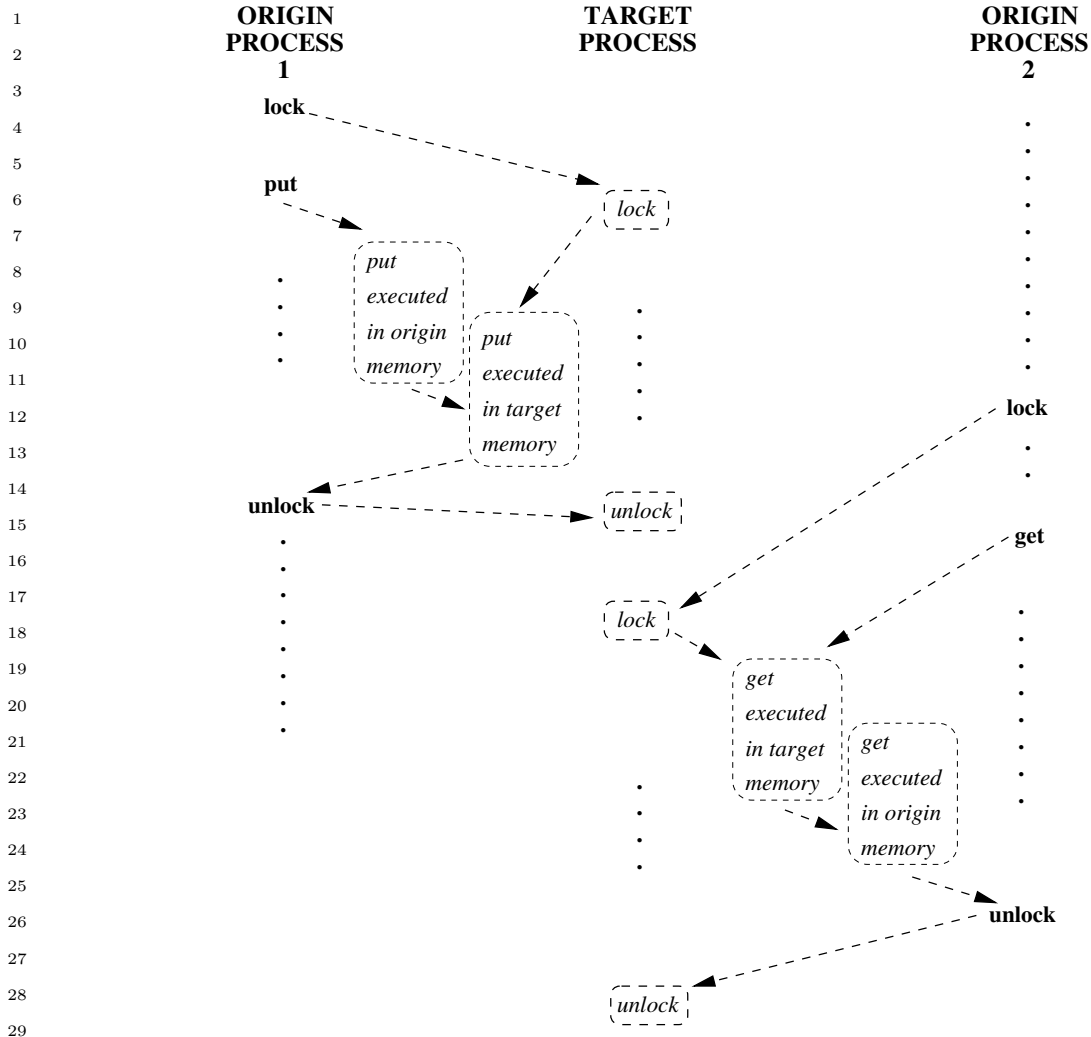 1
2
3
4
5
6
7
8
9
10
11
12
13
14
15
16
17
18
19
20
21
22
23
24
25
26
27
28
29
ORIGIN
PROCESS
1
TARGET
PROCESS
ORIGIN
PROCESS
2
lock
put
lock
put
executed
in origin
memory
put
executed
in target
memory
lock
unlock
unlock
get
lock
get
executed
in target
memory
get
executed
in origin
memory
unlock
unlock